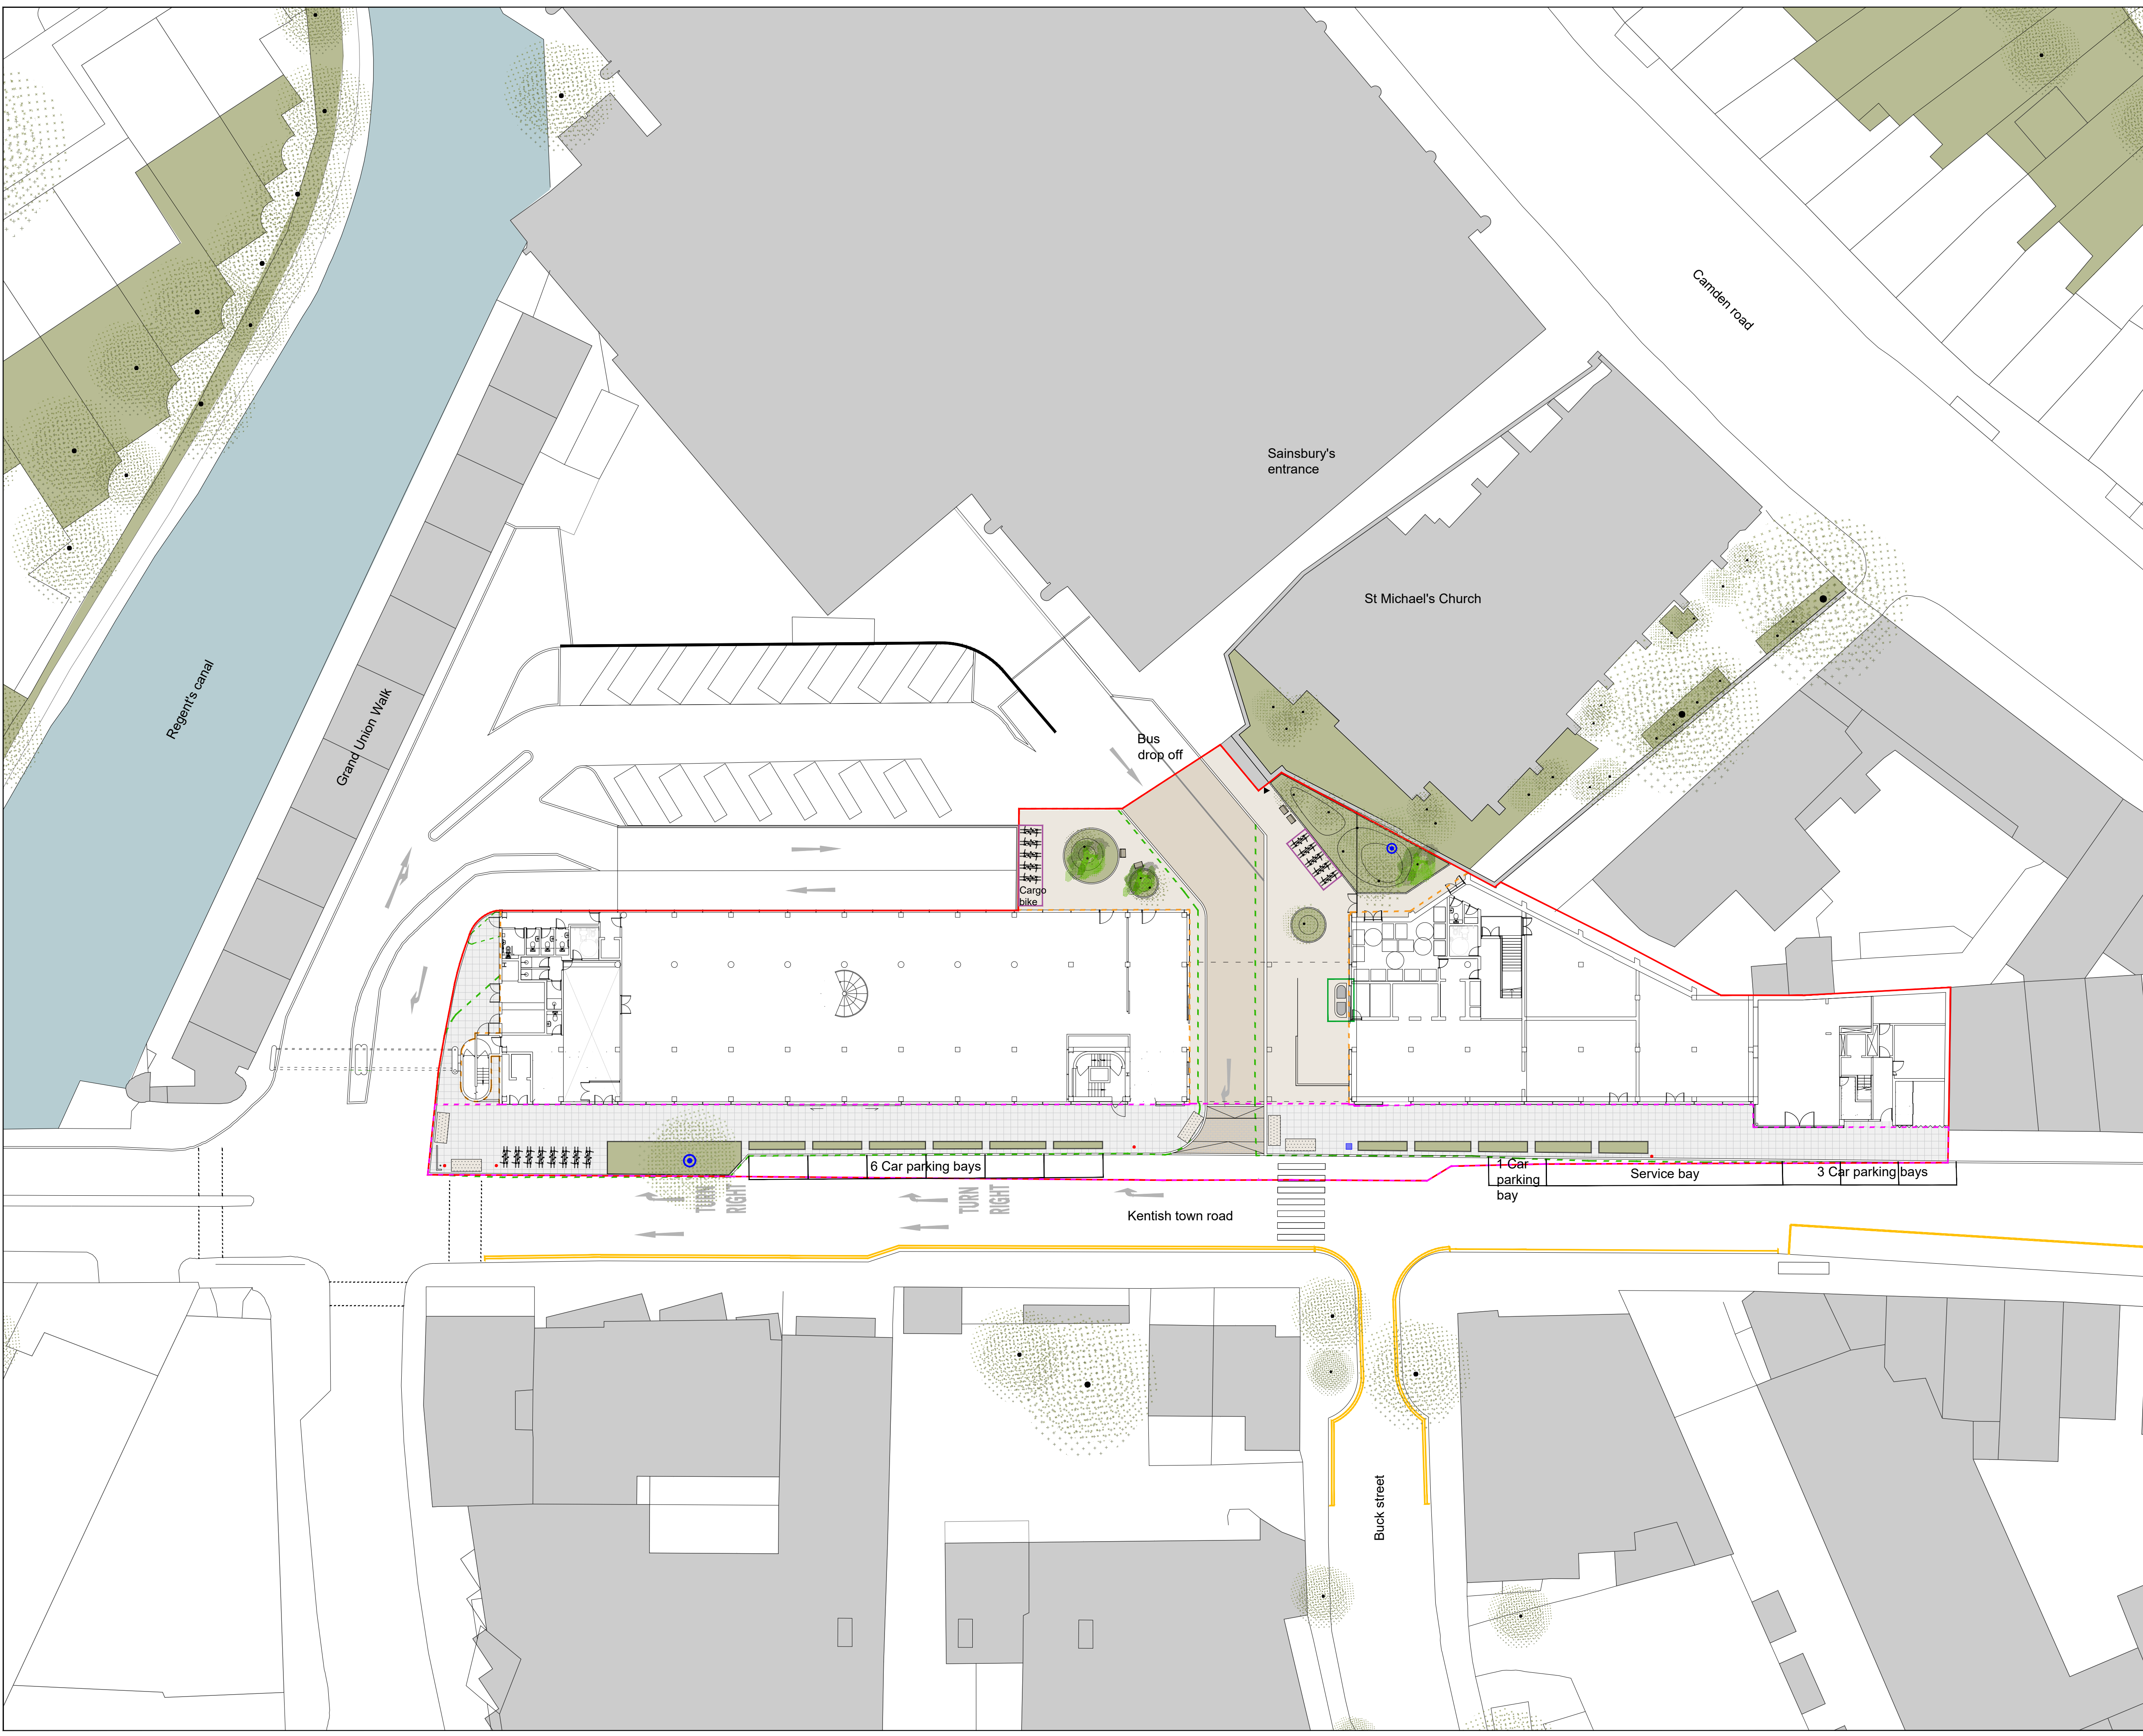 Camden road
Sainsbury's
entrance
St Michael's Church
Regent's canal
Grand Union Walk
Bus
drop off
Cargo
bike
6 Car parking bays
1 Car
parking
bay
Service bay
3 Car parking bays
TURN
RIGHT
TURN
RIGHT
Kentish town road
Buck street